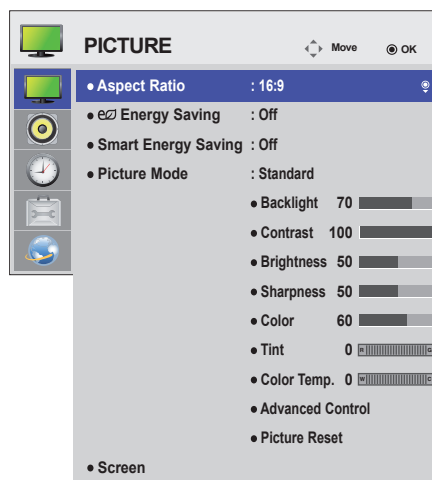 PICTURE Move OK
• Aspect Ratio : 16:9
• e Energy Saving : Off
• Smart Energy Saving : Off
• Picture Mode : Standard
• Backlight 70
• Contrast 100
• Brightness 50
• Sharpness 50
• Color 60
• Tint 0 R G
• Color Temp. 0 W C
• Advanced Control
• Picture Reset
• Screen